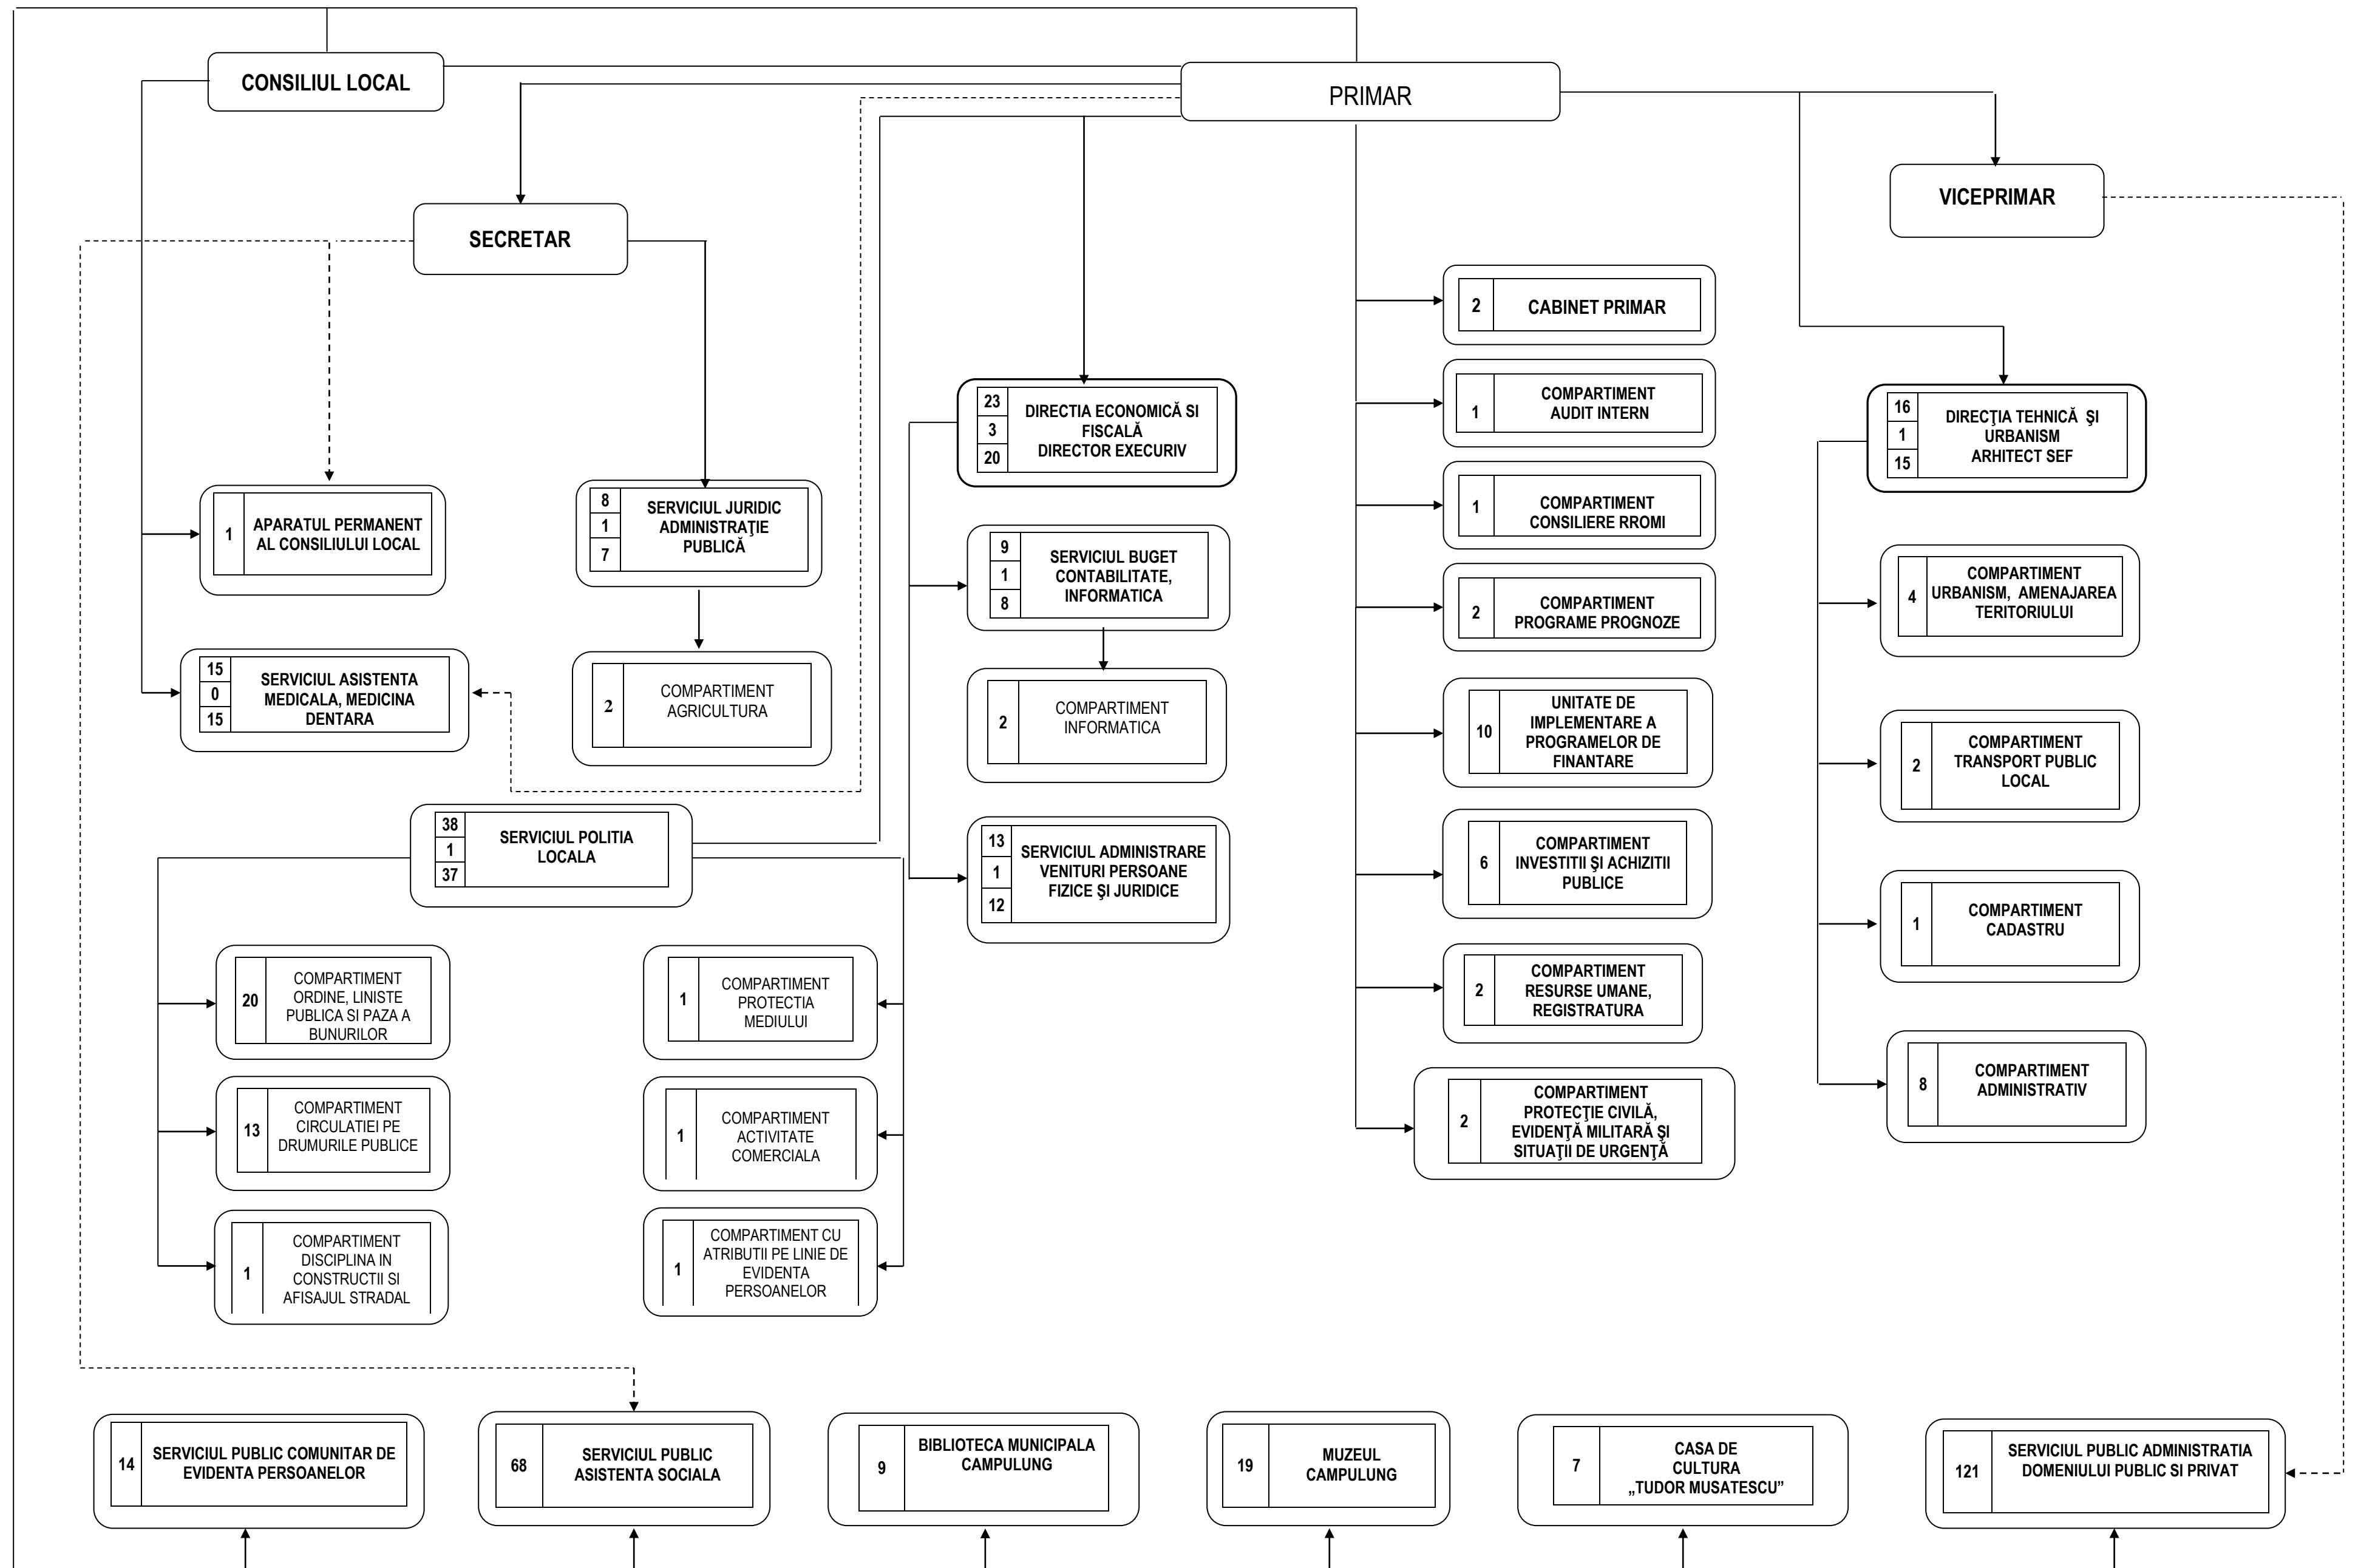 CONSILIUL LOCAL
PRIMAR
VICEPRIMAR
SECRETAR
2
CABINET PRIMAR
1
COMPARTIMENT
AUDIT INTERN
1
COMPARTIMENT
CONSILIERE RROMI
2
COMPARTIMENT
PROGRAME PROGNOZE
10
UNITATE DE
IMPLEMENTARE A
PROGRAMELOR DE
FINANTARE
6
COMPARTIMENT
INVESTITII ŞI ACHIZITII
PUBLICE
2
COMPARTIMENT
RESURSE UMANE,
REGISTRATURA
2
COMPARTIMENT
PROTECŢIE CIVILĂ,
EVIDENŢĂ MILITARĂ ŞI
SITUAŢII DE URGENŢĂ
23
3
20
DIRECTIA ECONOMICĂ SI
FISCALĂ
DIRECTOR EXECURIV
9
1
8
SERVICIUL BUGET
CONTABILITATE,
INFORMATICA
2
COMPARTIMENT
INFORMATICA
13
1
12
SERVICIUL ADMINISTRARE
VENITURI PERSOANE
FIZICE ŞI JURIDICE
16
1
15
DIRECŢIA TEHNICĂ ŞI
URBANISM
ARHITECT SEF
4
COMPARTIMENT
URBANISM, AMENAJAREA
TERITORIULUI
2
COMPARTIMENT
TRANSPORT PUBLIC
LOCAL
1
COMPARTIMENT
CADASTRU
8
COMPARTIMENT
ADMINISTRATIV
1
APARATUL PERMANENT
AL CONSILIULUI LOCAL
8
1
7
SERVICIUL JURIDIC
ADMINISTRAŢIE
PUBLICĂ
15
0
15
SERVICIUL ASISTENTA
MEDICALA, MEDICINA
DENTARA
2
COMPARTIMENT
AGRICULTURA
38
1
37
SERVICIUL POLITIA
LOCALA
20
COMPARTIMENT
ORDINE, LINISTE
PUBLICA SI PAZA A
BUNURILOR
13
COMPARTIMENT
CIRCULATIEI PE
DRUMURILE PUBLICE
1
COMPARTIMENT
DISCIPLINA IN
CONSTRUCTII SI
AFISAJUL STRADAL
1
COMPARTIMENT
PROTECTIA
MEDIULUI
1
COMPARTIMENT
ACTIVITATE
COMERCIALA
1
COMPARTIMENT CU
ATRIBUTII PE LINIE DE
EVIDENTA
PERSOANELOR
14
SERVICIUL PUBLIC COMUNITAR DE
EVIDENTA PERSOANELOR
68
SERVICIUL PUBLIC
ASISTENTA SOCIALA
9
BIBLIOTECA MUNICIPALA
CAMPULUNG
19
MUZEUL
CAMPULUNG
7
CASA DE
CULTURA
„TUDOR MUSATESCU”
121
SERVICIUL PUBLIC ADMINISTRATIA
DOMENIULUI PUBLIC SI PRIVAT